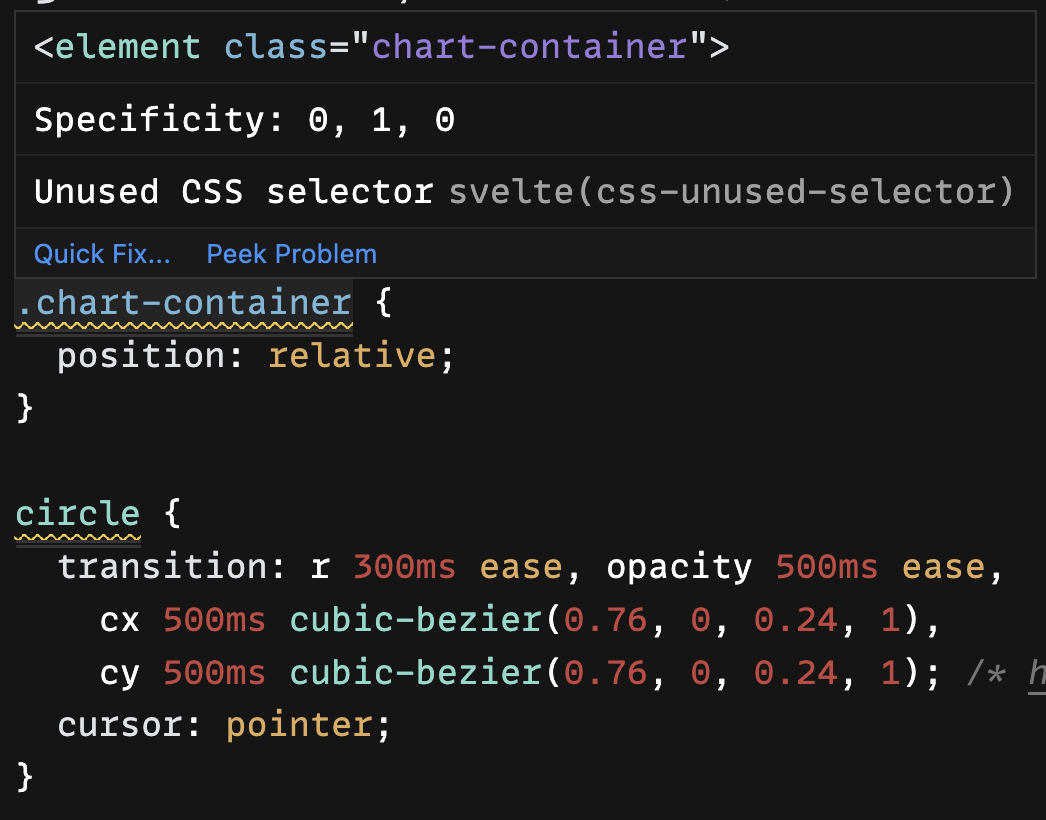 <element class="chart-container">
Specificity: 0, 1, 0
Unused CSS selector svelte(css-unused-selector)
Quick Fix... Peek Problem
.chart-container {
position: relative;
}
circle {
transition: r 300ms ease, opacity 500ms ease,
cx 500ms cubic-bezier(0.76, 0, 0.24, 1),
cy 500ms cubic-bezier(0.76, 0, 0.24, 1); /* h
cursor: pointer;
}